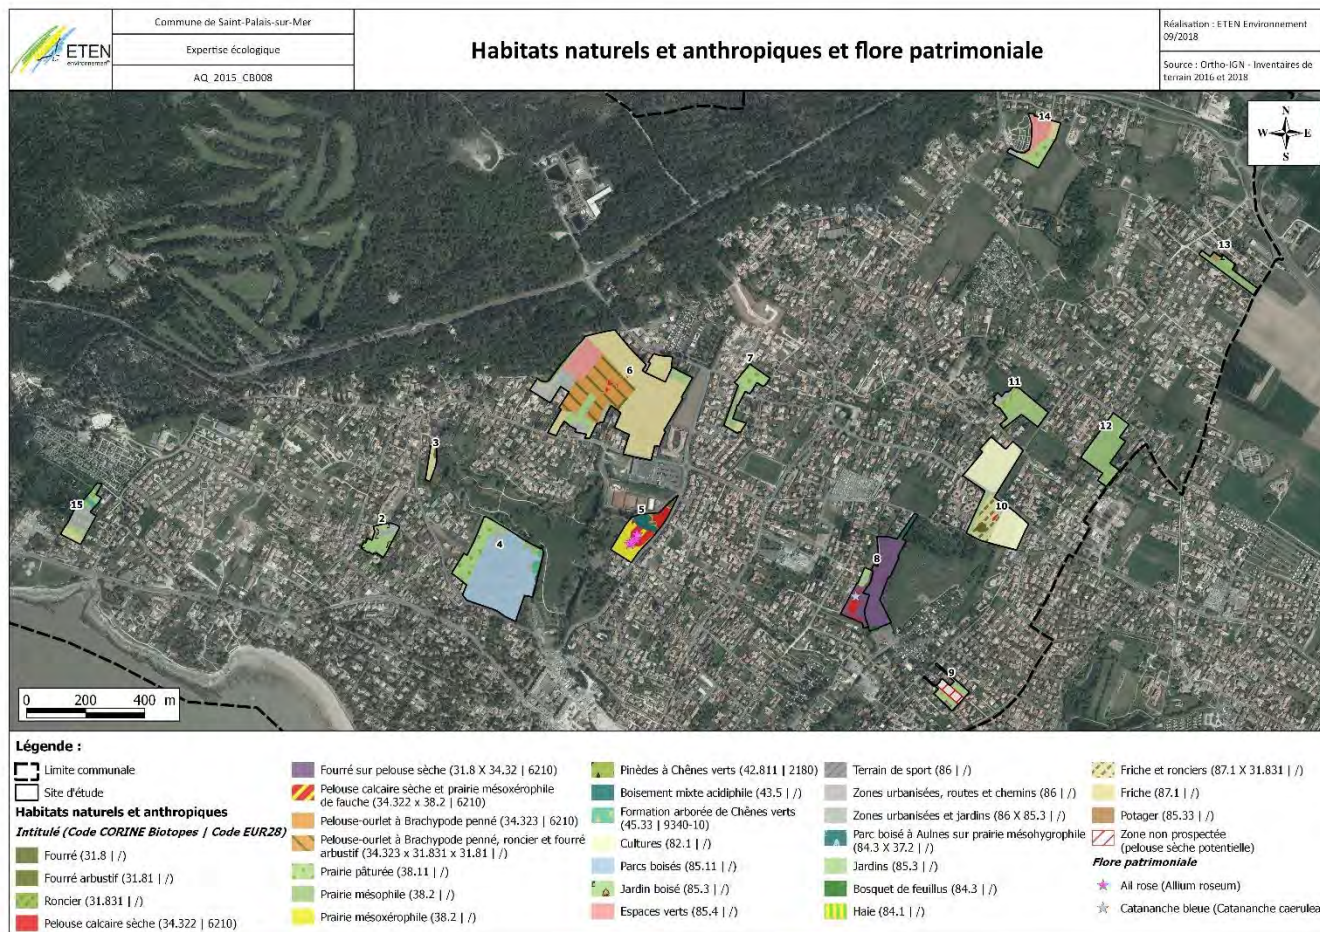 ETEN
environnement
Commune de Saint-Palais-sur-Mer
Expertise écologique
AQ_2015_CB008
Habitats naturels et anthropiques et flore patrimoniale
Réalisation : ETEN Environnement
09/2018
Source : Ortho-IGN - Inventaires de
terrain 2016 et 2018
N
W E
S
14
13
6
7
11
12
3
15
2
4
5
10
8
9
0 200 400 m
Légende :
Limite communale
Site d'étude
Habitats naturels et anthropiques
Intitulé (Code CORINE Biotopes | Code EUR28)
Fourré (31.8 | /)
Fourré arbustif (31.81 | /)
Roncier (31.831 | /)
Pelouse calcaire sèche (34.322 | 6210)
Fourré sur pelouse sèche (31.8 X 34.32 | 6210)
Pelouse calcaire sèche et prairie mésoxérophile
de fauche (34.322 x 38.2 | 6210)
Pelouse-ourlet à Brachypode penné (34.323 | 6210)
Pelouse-ourlet à Brachypode penné, roncier et fourré
arbustif (34.323 x 31.831 x 31.81 | /)
Prairie pâturée (38.11 | /)
Prairie mésophile (38.2 | /)
Prairie mésoxérophile (38.2 | /)
Pinèdes à Chênes verts (42.811 | 2180)
Boisement mixte acidiphile (43.5 | /)
Formation arborée de Chênes verts
(45.33 | 9340-10)
Cultures (82.1 | /)
Parcs boisés (85.11 | /)
Jardin boisé (85.3 | /)
Espaces verts (85.4 | /)
Terrain de sport (86 | /)
Zones urbanisées, routes et chemins (86 | /)
Zones urbanisées et jardins (86 X 85.3 | /)
Parc boisé à Aulnes sur prairie mésohygrophile
(84.3 X 37.2 | /)
Jardins (85.3 | /)
Bosquet de feuillus (84.3 | /)
Haie (84.1 | /)
Friche et ronciers (87.1 X 31.831 | /)
Friche (87.1 | /)
Potager (85.33 | /)
Zone non prospectée
(pelouse sèche potentielle)
Flore patrimoniale
Ail rose (Allium roseum)
Catananche bleue (Catananche caerulea